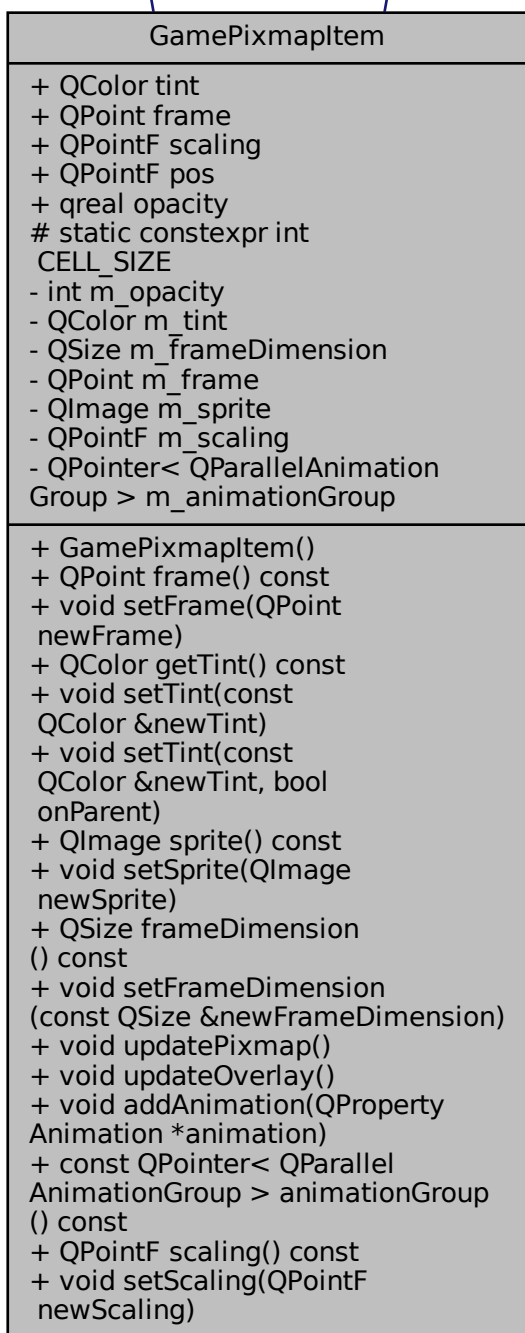 GamePixmapItem
+ QColor tint
+ QPoint frame
+ QPointF scaling
+ QPointF pos
+ qreal opacity
# static constexpr int
CELL_SIZE
- int m_opacity
- QColor m_tint
- QSize m_frameDimension
- QPoint m_frame
- QImage m_sprite
- QPointF m_scaling
- QPointer< QParallelAnimation
Group > m_animationGroup
+ GamePixmapItem()
+ QPoint frame() const
+ void setFrame(QPoint
newFrame)
+ QColor getTint() const
+ void setTint(const
QColor &newTint)
+ void setTint(const
QColor &newTint, bool
onParent)
+ QImage sprite() const
+ void setSprite(QImage
newSprite)
+ QSize frameDimension
() const
+ void setFrameDimension
(const QSize &newFrameDimension)
+ void updatePixmap()
+ void updateOverlay()
+ void addAnimation(QProperty
Animation *animation)
+ const QPointer< QParallel
AnimationGroup > animationGroup
() const
+ QPointF scaling() const
+ void setScaling(QPointF
newScaling)